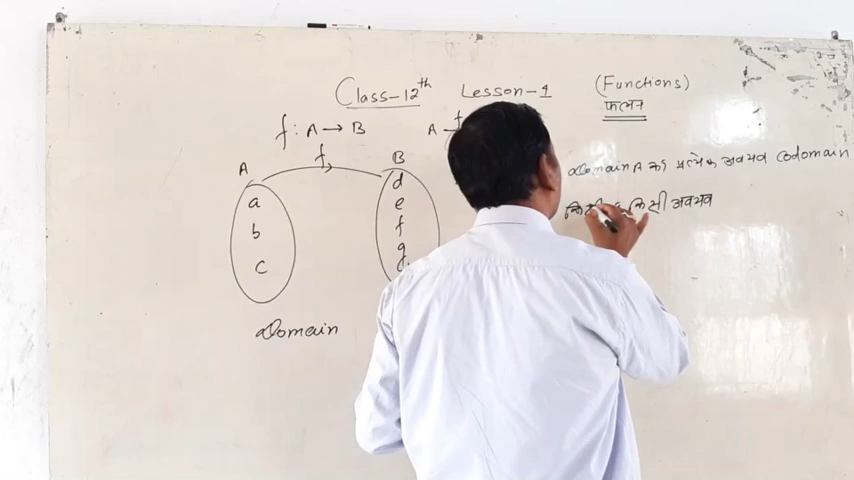 Class-12th Lesson-1 (Functions)
फलन
f : A → B
A →
f
f
A
B
a
b
c
d
e
f
g
Domain
Domain A का प्रत्येक अवयव Codomain
किसी अवयव